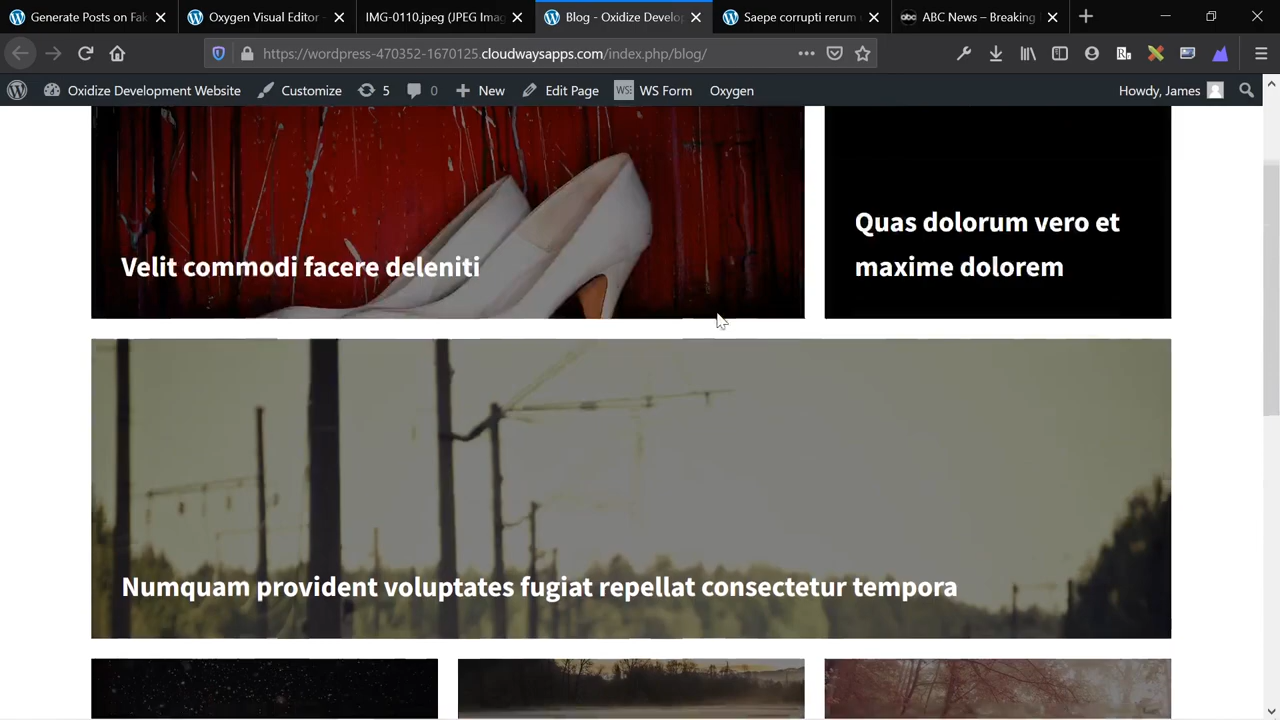 Generate Posts on Fak
Oxygen Visual Editor -
IMG-0110.jpeg (JPEG Imag
Blog - Oxidize Develop
Saepe corrupti rerum
abc
ABC News – Breaking
https://wordpress-470352-1670125.cloudwaysapps.com/index.php/blog/
Oxidize Development Website
Customize
5
0
New
Edit Page
WS
WS Form
Oxygen
Howdy, James
Velit commodi facere deleniti
Quas dolorum vero et
maxime dolorem
Numquam provident voluptates fugiat repellat consectetur tempora